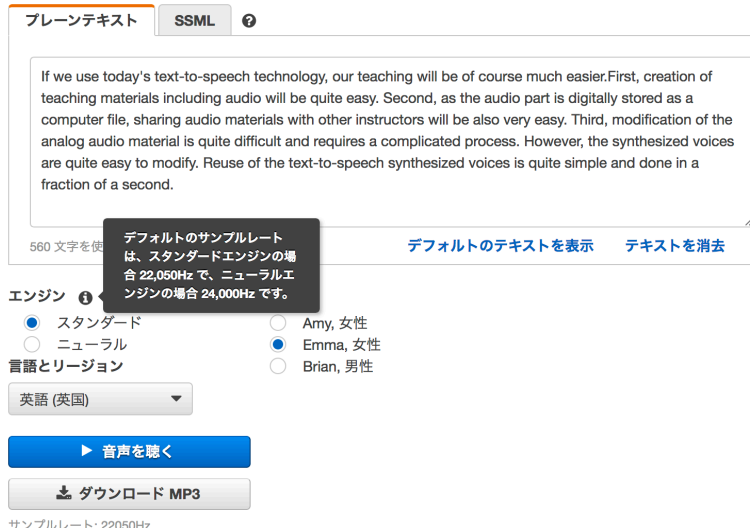 プレーンテキスト
SSML
?
If we use today's text-to-speech technology, our teaching will be of course much easier.First, creation of
teaching materials including audio will be quite easy. Second, as the audio part is digitally stored as a
computer file, sharing audio materials with other instructors will be also very easy. Third, modification of the
analog audio material is quite difficult and requires a complicated process. However, the synthesized voices
are quite easy to modify. Reuse of the text-to-speech synthesized voices is quite simple and done in a
fraction of a second.
560 文字を使
デフォルトのテキストを表示
テキストを消去
デフォルトのサンプルレート
は、スタンダードエンジンの場
合 22,050Hz で、ニューラルエ
ンジンの場合 24,000Hz です。
エンジン
スタンダード
ニューラル
Amy, 女性
Emma, 女性
Brian, 男性
言語とリージョン
英語 (英国)
音声を聴く
ダウンロード MP3
サンプルレート: 22050Hz